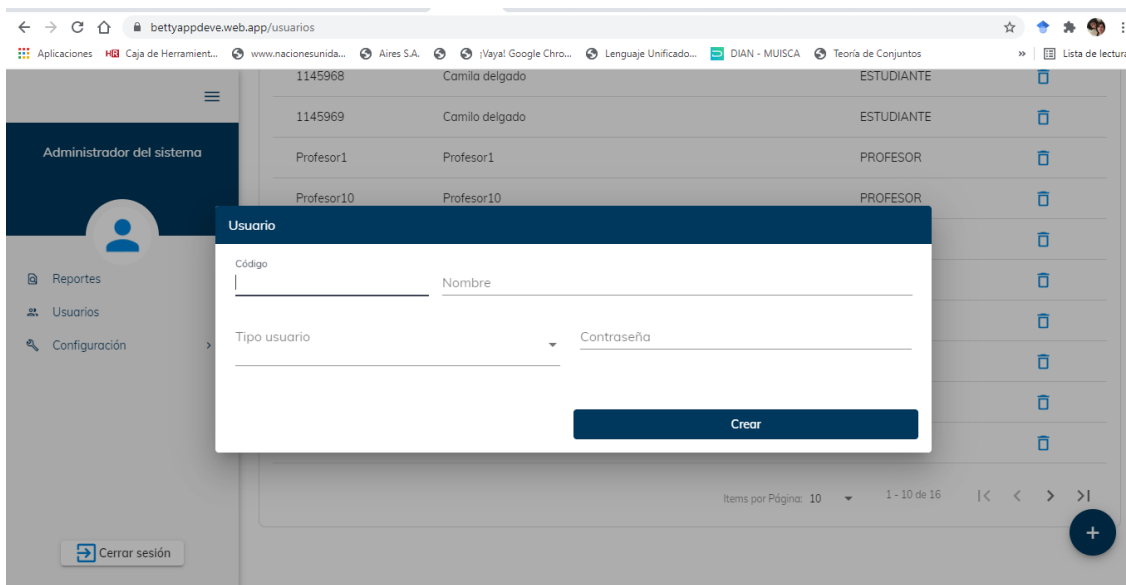 bettyappdeve.web.app/usuarios
Aplicaciones HB Caja de Herrament... www.nacionesunida... Aires S.A. ¡Vaya! Google Chro... Lenguaje Unificado... DIAN - MUISCA Teoría de Conjuntos » Lista de lectura
1145968 Camila delgado ESTUDIANTE
1145969 Camilo delgado ESTUDIANTE
Administrador del sistema
Profesor1 Profesor1 PROFESOR
Profesor10 Profesor10 PROFESOR
Usuario
Código
Nombre
Reportes
Usuarios
Configuración
Tipo usuario Contraseña
Crear
Items por Página: 10 1 - 10 de 16
Cerrar sesión